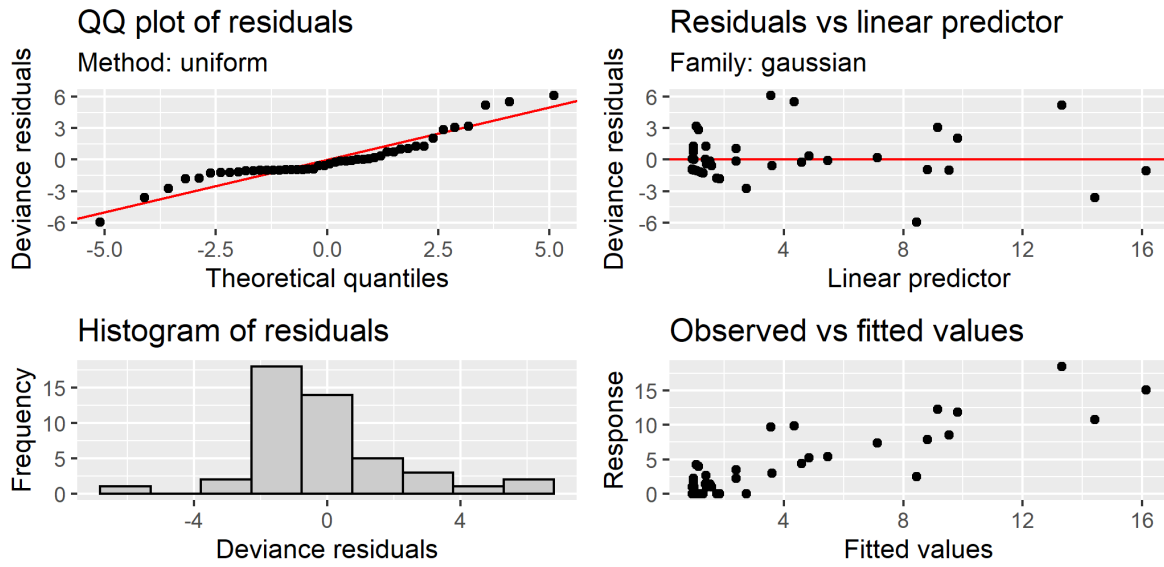 QQ plot of residuals
Method: uniform
Deviance residuals
6
3
0
-3
-6
-5.0 -2.5 0.0 2.5 5.0
Theoretical quantiles
Residuals vs linear predictor
Family: gaussian
Deviance residuals
6
3
0
-3
-6
4 8 12 16
Linear predictor
Histogram of residuals
Frequency
15
10
5
0
-4 0 4
Deviance residuals
Observed vs fitted values
Response
15
10
5
0
4 8 12 16
Fitted values